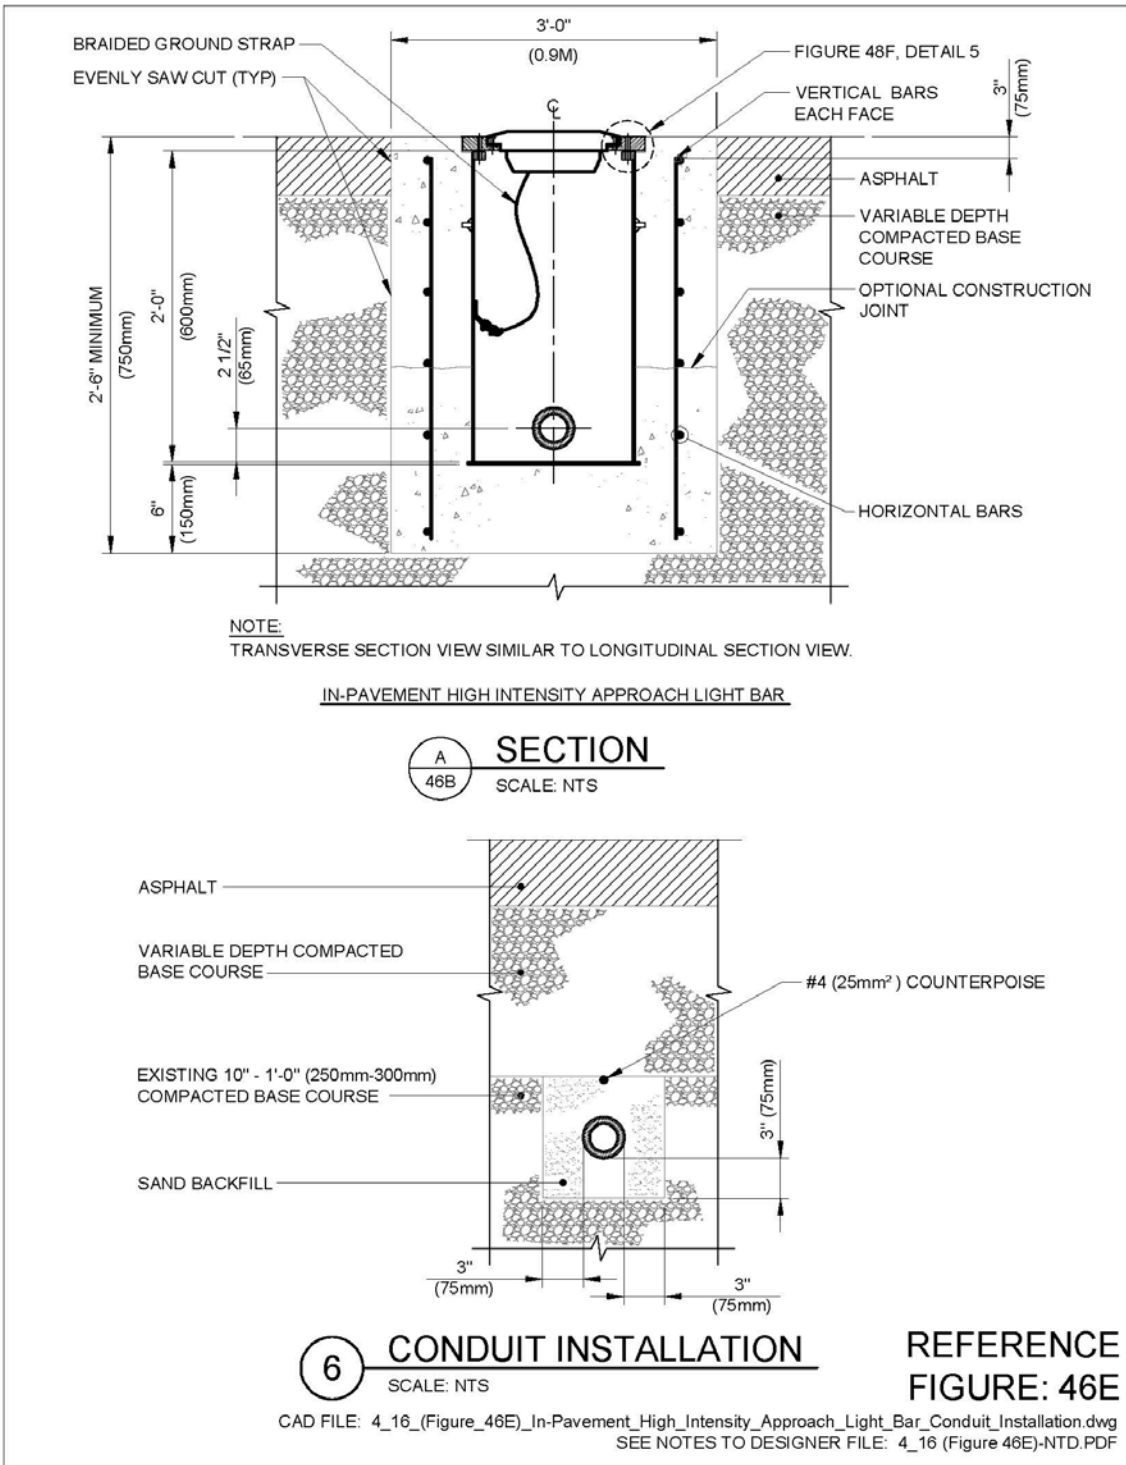 3'-0"
(0.9M)
BRAIDED GROUND STRAP
EVENLY SAW CUT (TYP)
FIGURE 48F, DETAIL 5
VERTICAL BARS
EACH FACE
3"
(75mm)
℄
ASPHALT
VARIABLE DEPTH
COMPACTED BASE
COURSE
OPTIONAL CONSTRUCTION
JOINT
2'-6" MINIMUM
(750mm)
2'-0"
(600mm)
2 1/2"
(65mm)
6"
(150mm)
HORIZONTAL BARS
NOTE:
TRANSVERSE SECTION VIEW SIMILAR TO LONGITUDINAL SECTION VIEW.
IN-PAVEMENT HIGH INTENSITY APPROACH LIGHT BAR
A
46B
SECTION
SCALE: NTS
ASPHALT
VARIABLE DEPTH COMPACTED
BASE COURSE
#4 (25mm² ) COUNTERPOISE
EXISTING 10" - 1'-0" (250mm-300mm)
COMPACTED BASE COURSE
3" (75mm)
SAND BACKFILL
3"
(75mm)
3"
(75mm)
6
CONDUIT INSTALLATION
SCALE: NTS
REFERENCE
FIGURE: 46E
CAD FILE: 4_16_(Figure_46E)_In-Pavement_High_Intensity_Approach_Light_Bar_Conduit_Installation.dwg
SEE NOTES TO DESIGNER FILE: 4_16 (Figure 46E)-NTD.PDF